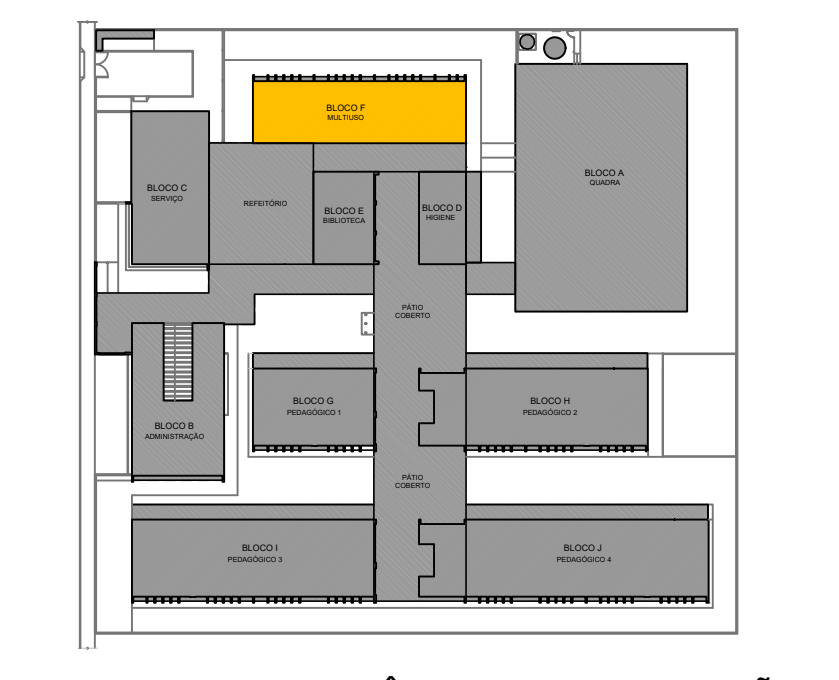 BLOCO F
MULTIUSO
BLOCO A
QUADRA
BLOCO C
SERVIÇO
REFEITÓRIO
BLOCO E
BIBLIOTECA
BLOCO D
HIGIENE
PÁTIO
COBERTO
BLOCO G
PEDAGÓGICO 1
BLOCO H
PEDAGÓGICO 2
BLOCO B
ADMINISTRAÇÃO
PÁTIO
COBERTO
BLOCO I
PEDAGÓGICO 3
BLOCO J
PEDAGÓGICO 4